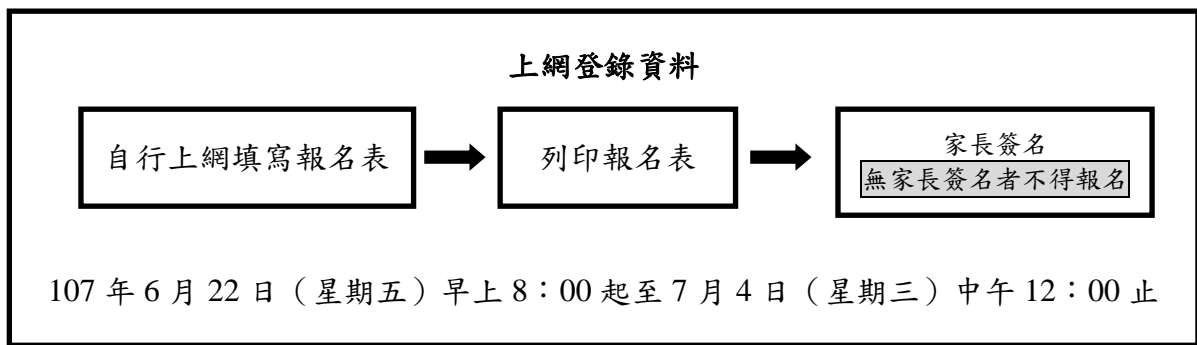 上網登錄資料
自行上網填寫報名表
列印報名表
家長簽名
無家長簽名者不得報名
107 年 6 月 22 日（星期五）早上 8：00 起至 7 月 4 日（星期三）中午 12：00 止